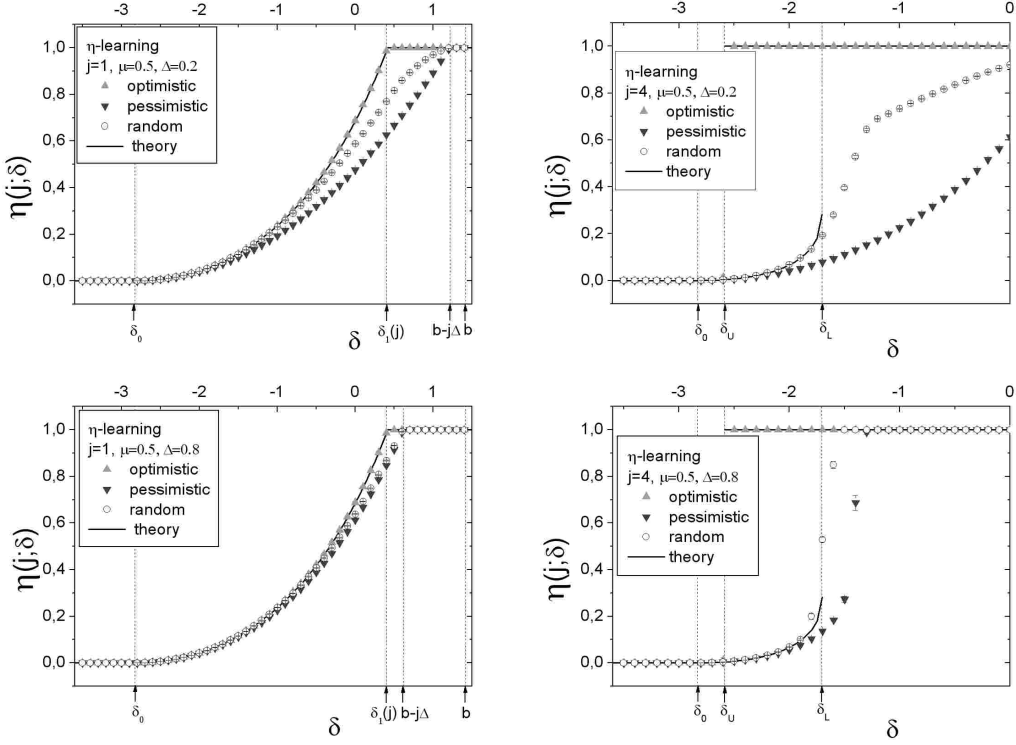 -3 -2 -1 0 1
1,0
0,8
0,6
0,4
0,2
0,0
η(j;δ)
η-learning
j=1, μ=0.5, Δ=0.2
optimistic
pessimistic
random
theory
δ₀ δ δ₁(j) b-jΔ b
-3 -2 -1 0
1,0
0,8
0,6
0,4
0,2
0,0
η(j;δ)
η-learning
j=4, μ=0.5, Δ=0.2
optimistic
pessimistic
random
theory
δ₀ δU δL δ
-3 -2 -1 0 1
1,0
0,8
0,6
0,4
0,2
0,0
η(j;δ)
η-learning
j=1, μ=0.5, Δ=0.8
optimistic
pessimistic
random
theory
δ₀ δ δ₁(j) b-jΔ b
-3 -2 -1 0
1,0
0,8
0,6
0,4
0,2
0,0
η(j;δ)
η-learning
j=4, μ=0.5, Δ=0.8
optimistic
pessimistic
random
theory
δ₀ δU δL δ